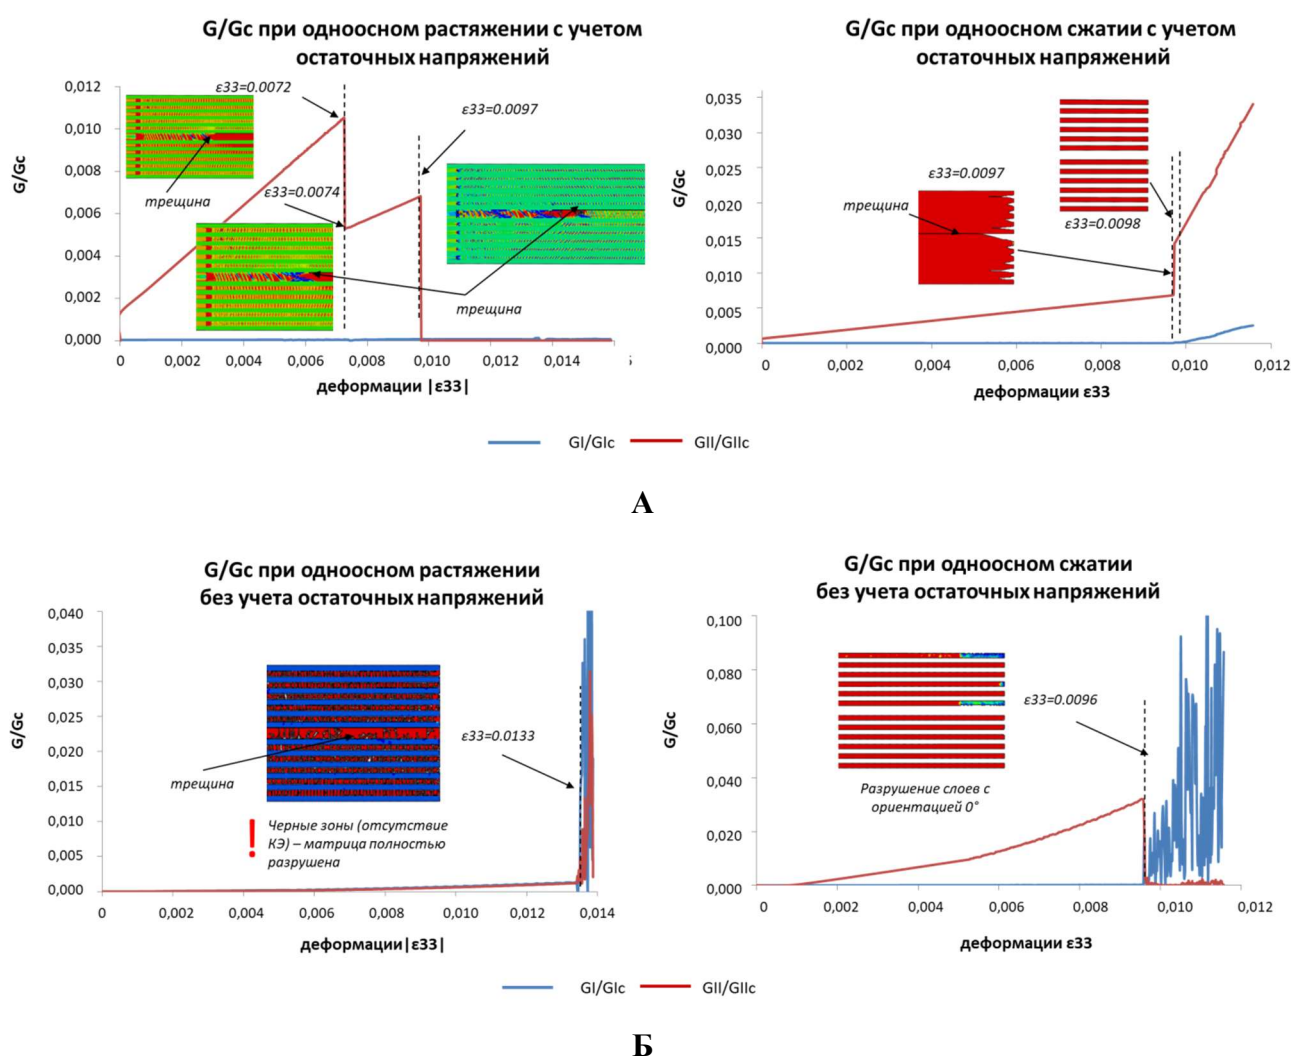 G/Gc при одноосном растяжении с учетом
остаточных напряжений
0,012
0,010
0,008
0,006
0,004
0,002
0,000
G/Gc
ε33=0.0072
ε33=0.0097
трещина
ε33=0.0074
трещина
0
0,002
0,004
0,006
0,008
0,010
0,012
0,014
деформации |ε33|
G/Gc при одноосном сжатии с учетом
остаточных напряжений
0,035
0,030
0,025
0,020
0,015
0,010
0,005
0,000
G/Gc
ε33=0.0097
трещина
ε33=0.0098
0
0,002
0,004
0,006
0,008
0,010
0,012
деформации ε33
GI/GIc
GII/GIIc
А
G/Gc при одноосном растяжении
без учета остаточных напряжений
0,040
0,030
0,025
0,020
0,015
0,010
0,005
0,000
G/Gc
ε33=0.0133
трещина
! Черные зоны (отсутствие
КЭ) – матрица полностью
разрушена
0
0,002
0,004
0,006
0,008
0,010
0,012
0,014
деформации|ε33|
G/Gc при одноосном сжатии
без учета остаточных напряжений
0,100
0,080
0,060
0,040
0,020
0,000
G/Gc
ε33=0.0096
Разрушение слоев с
ориентацией 0°
0
0,002
0,004
0,006
0,008
0,010
0,012
деформации ε33
GI/GIc
GII/GIIc
Б